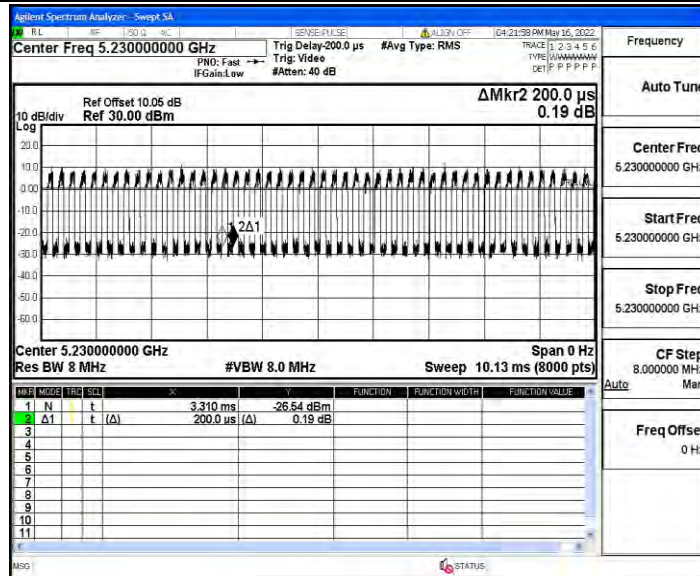 Agilent Spectrum Analyzer - Swept SA
RL RF 50 Ω AC SENSE:PULSE ALIGN OFF 04:21:58 PM May 16, 2022
Center Freq 5.230000000 GHz
PNO: Fast
IFGain:Low
Trig Delay-200.0 µs
Trig: Video
#Atten: 40 dB
#Avg Type: RMS
TRACE 1 2 3 4 5 6
TYPE WWWWWW
DET P P P P P P
Frequency
Auto Tune
Ref Offset 10.05 dB
10 dB/div Ref 30.00 dBm
ΔMkr2 200.0 µs
0.19 dB
Log
20.0
10.0
0.00
-10.0
-20.0
-30.0
-40.0
-50.0
-60.0
2Δ1
Center Freq
5.230000000 GHz
Start Freq
5.230000000 GHz
Stop Freq
5.230000000 GHz
Center 5.230000000 GHz
Res BW 8 MHz
#VBW 8.0 MHz
Span 0 Hz
Sweep 10.13 ms (8000 pts)
CF Step
8.000000 MHz
Auto Man
MKR MODE TRC SCL X Y FUNCTION FUNCTION WIDTH FUNCTION VALUE
1 N t 3.310 ms -26.54 dBm
2 Δ1 t (Δ) 200.0 µs (Δ) 0.19 dB
3
4
5
6
7
8
9
10
11
Freq Offset
0 Hz
MSG
STATUS